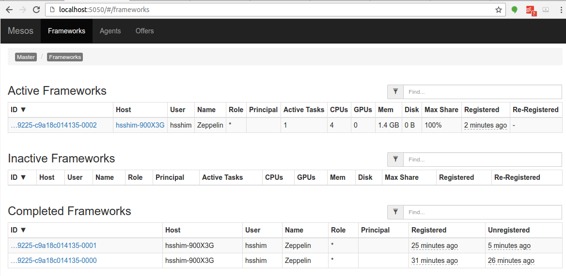 localhost:5050/#/frameworks
Mesos Frameworks Agents Offers
Master Frameworks
Active Frameworks Find...
ID ▼ Host User Name Role Principal Active Tasks CPUs GPUs Mem Disk Max Share Registered Re-Registered
…9225-c9a18c014135-0002 hsshim-900X3G hsshim Zeppelin * 1 4 0 1.4 GB 0 B 100% 2 minutes ago -
Inactive Frameworks Find...
ID ▼ Host User Name Role Principal Active Tasks CPUs GPUs Mem Disk Max Share Registered Re-Registered
Completed Frameworks Find...
ID ▼ Host User Name Role Principal Registered Unregistered
…9225-c9a18c014135-0001 hsshim-900X3G hsshim Zeppelin * 25 minutes ago 5 minutes ago
…9225-c9a18c014135-0000 hsshim-900X3G hsshim Zeppelin * 31 minutes ago 26 minutes ago